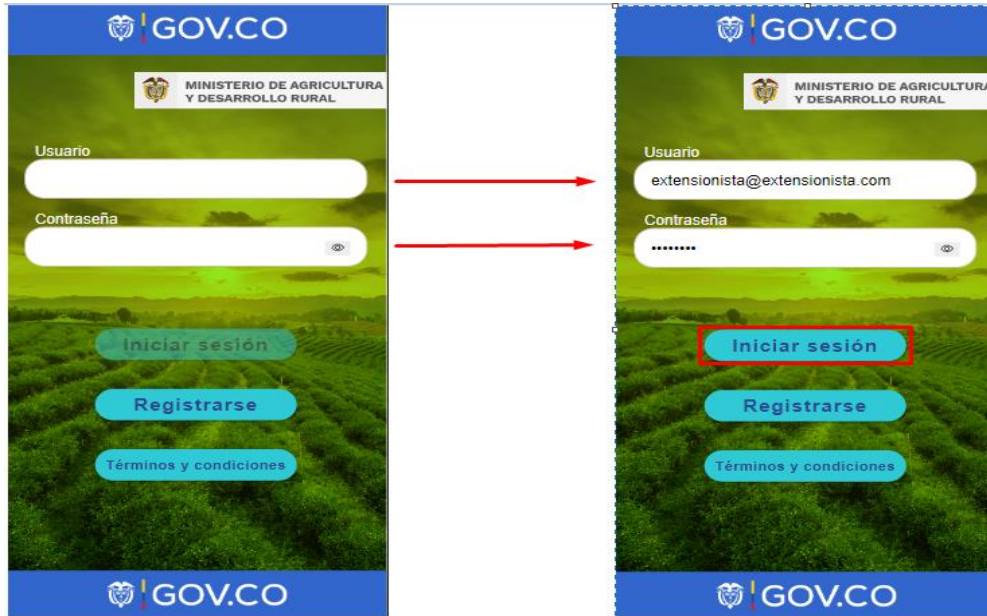 GOV.CO
MINISTERIO DE AGRICULTURA
Y DESARROLLO RURAL
Usuario
Contraseña
Iniciar sesión
Registrarse
Términos y condiciones
GOV.CO
GOV.CO
MINISTERIO DE AGRICULTURA
Y DESARROLLO RURAL
Usuario
extensionista@extensionista.com
Contraseña
••••••••
Iniciar sesión
Registrarse
Términos y condiciones
GOV.CO